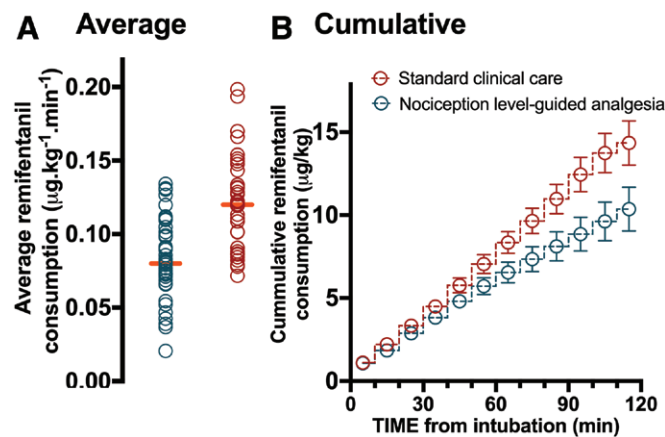 A Average
B Cumulative
Average remifentanil
consumption (µg.kg-1.min-1)
0.20
0.15
0.10
0.05
0.00
Standard clinical care
Nociception level-guided analgesia
Cummulative remifentanil
consumption (µg/kg)
15
10
5
0
0 30 60 90 120
TIME from intubation (min)